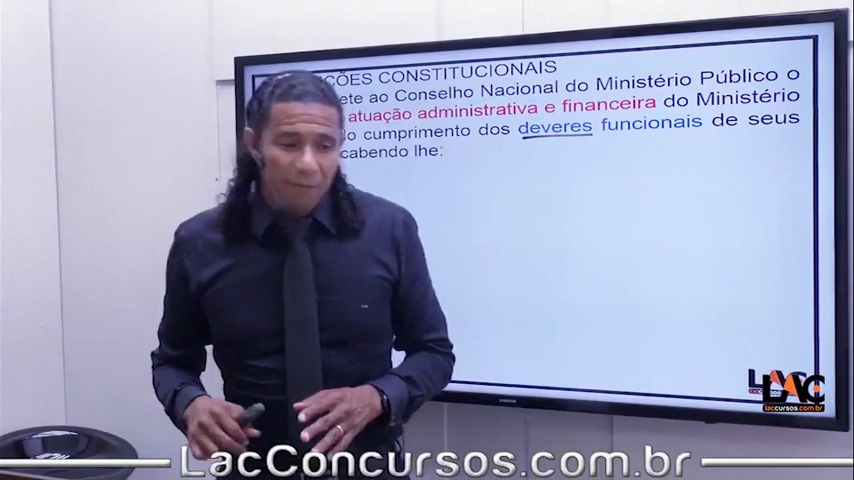 ÇÕES CONSTITUCIONAIS
ete ao Conselho Nacional do Ministério Público o
atuação administrativa e financeira do Ministério
do cumprimento dos deveres funcionais de seus
cabendo lhe:
LAC
laccursos.com.br
LacConcursos.com.br